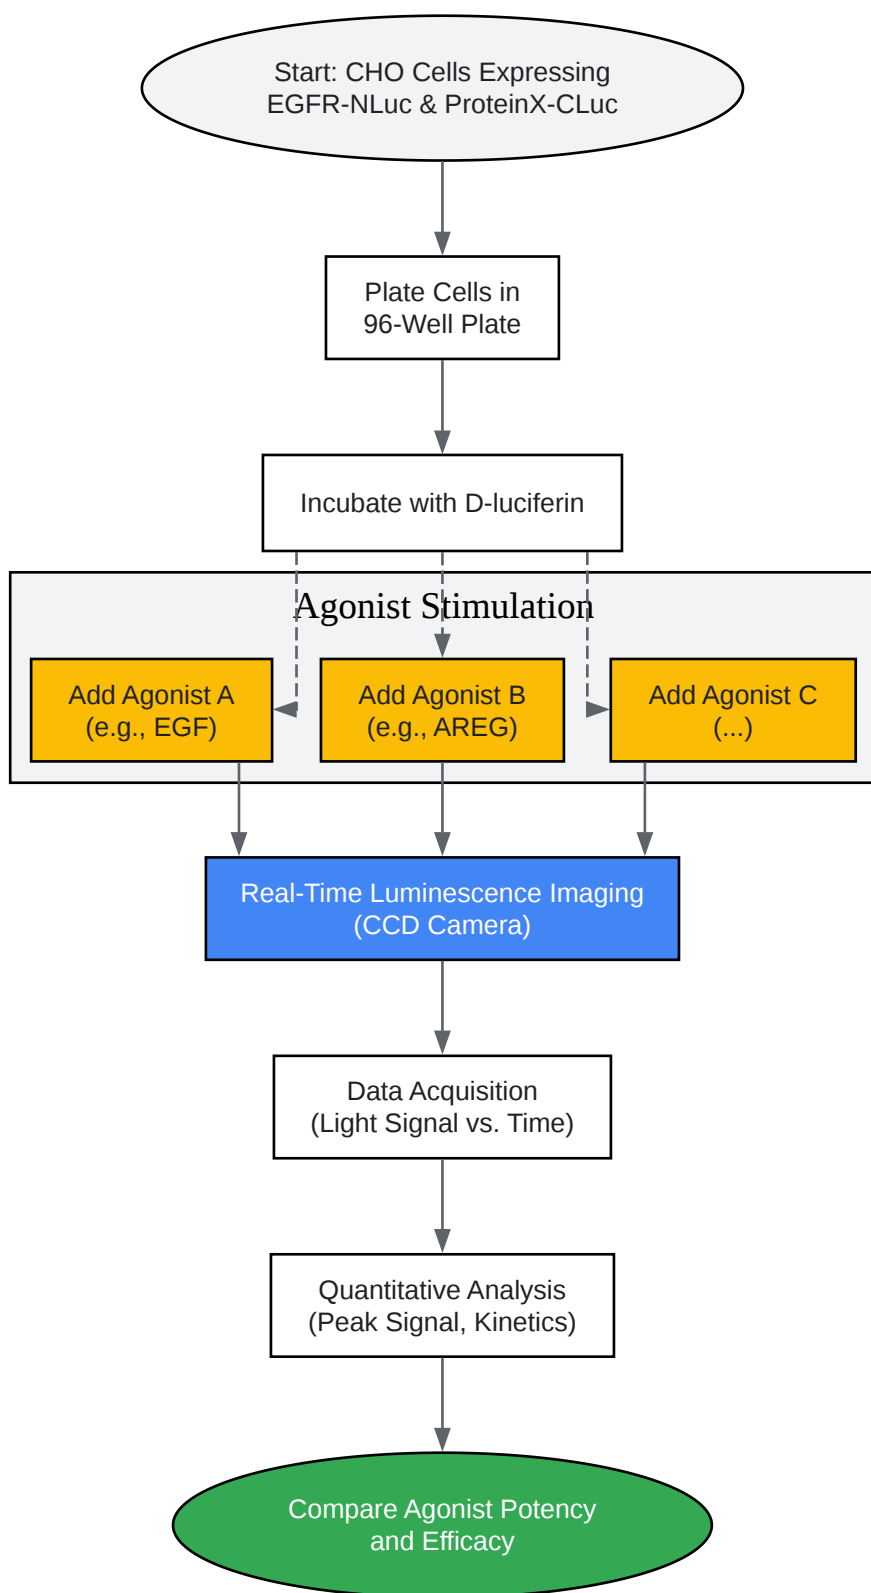 Start: CHO Cells Expressing
EGFR-NLuc & ProteinX-CLuc
Plate Cells in
96-Well Plate
Incubate with D-luciferin
Agonist Stimulation
Add Agonist A
(e.g., EGF)
Add Agonist B
(e.g., AREG)
Add Agonist C
(...)
Real-Time Luminescence Imaging
(CCD Camera)
Data Acquisition
(Light Signal vs. Time)
Quantitative Analysis
(Peak Signal, Kinetics)
Compare Agonist Potency
and Efficacy